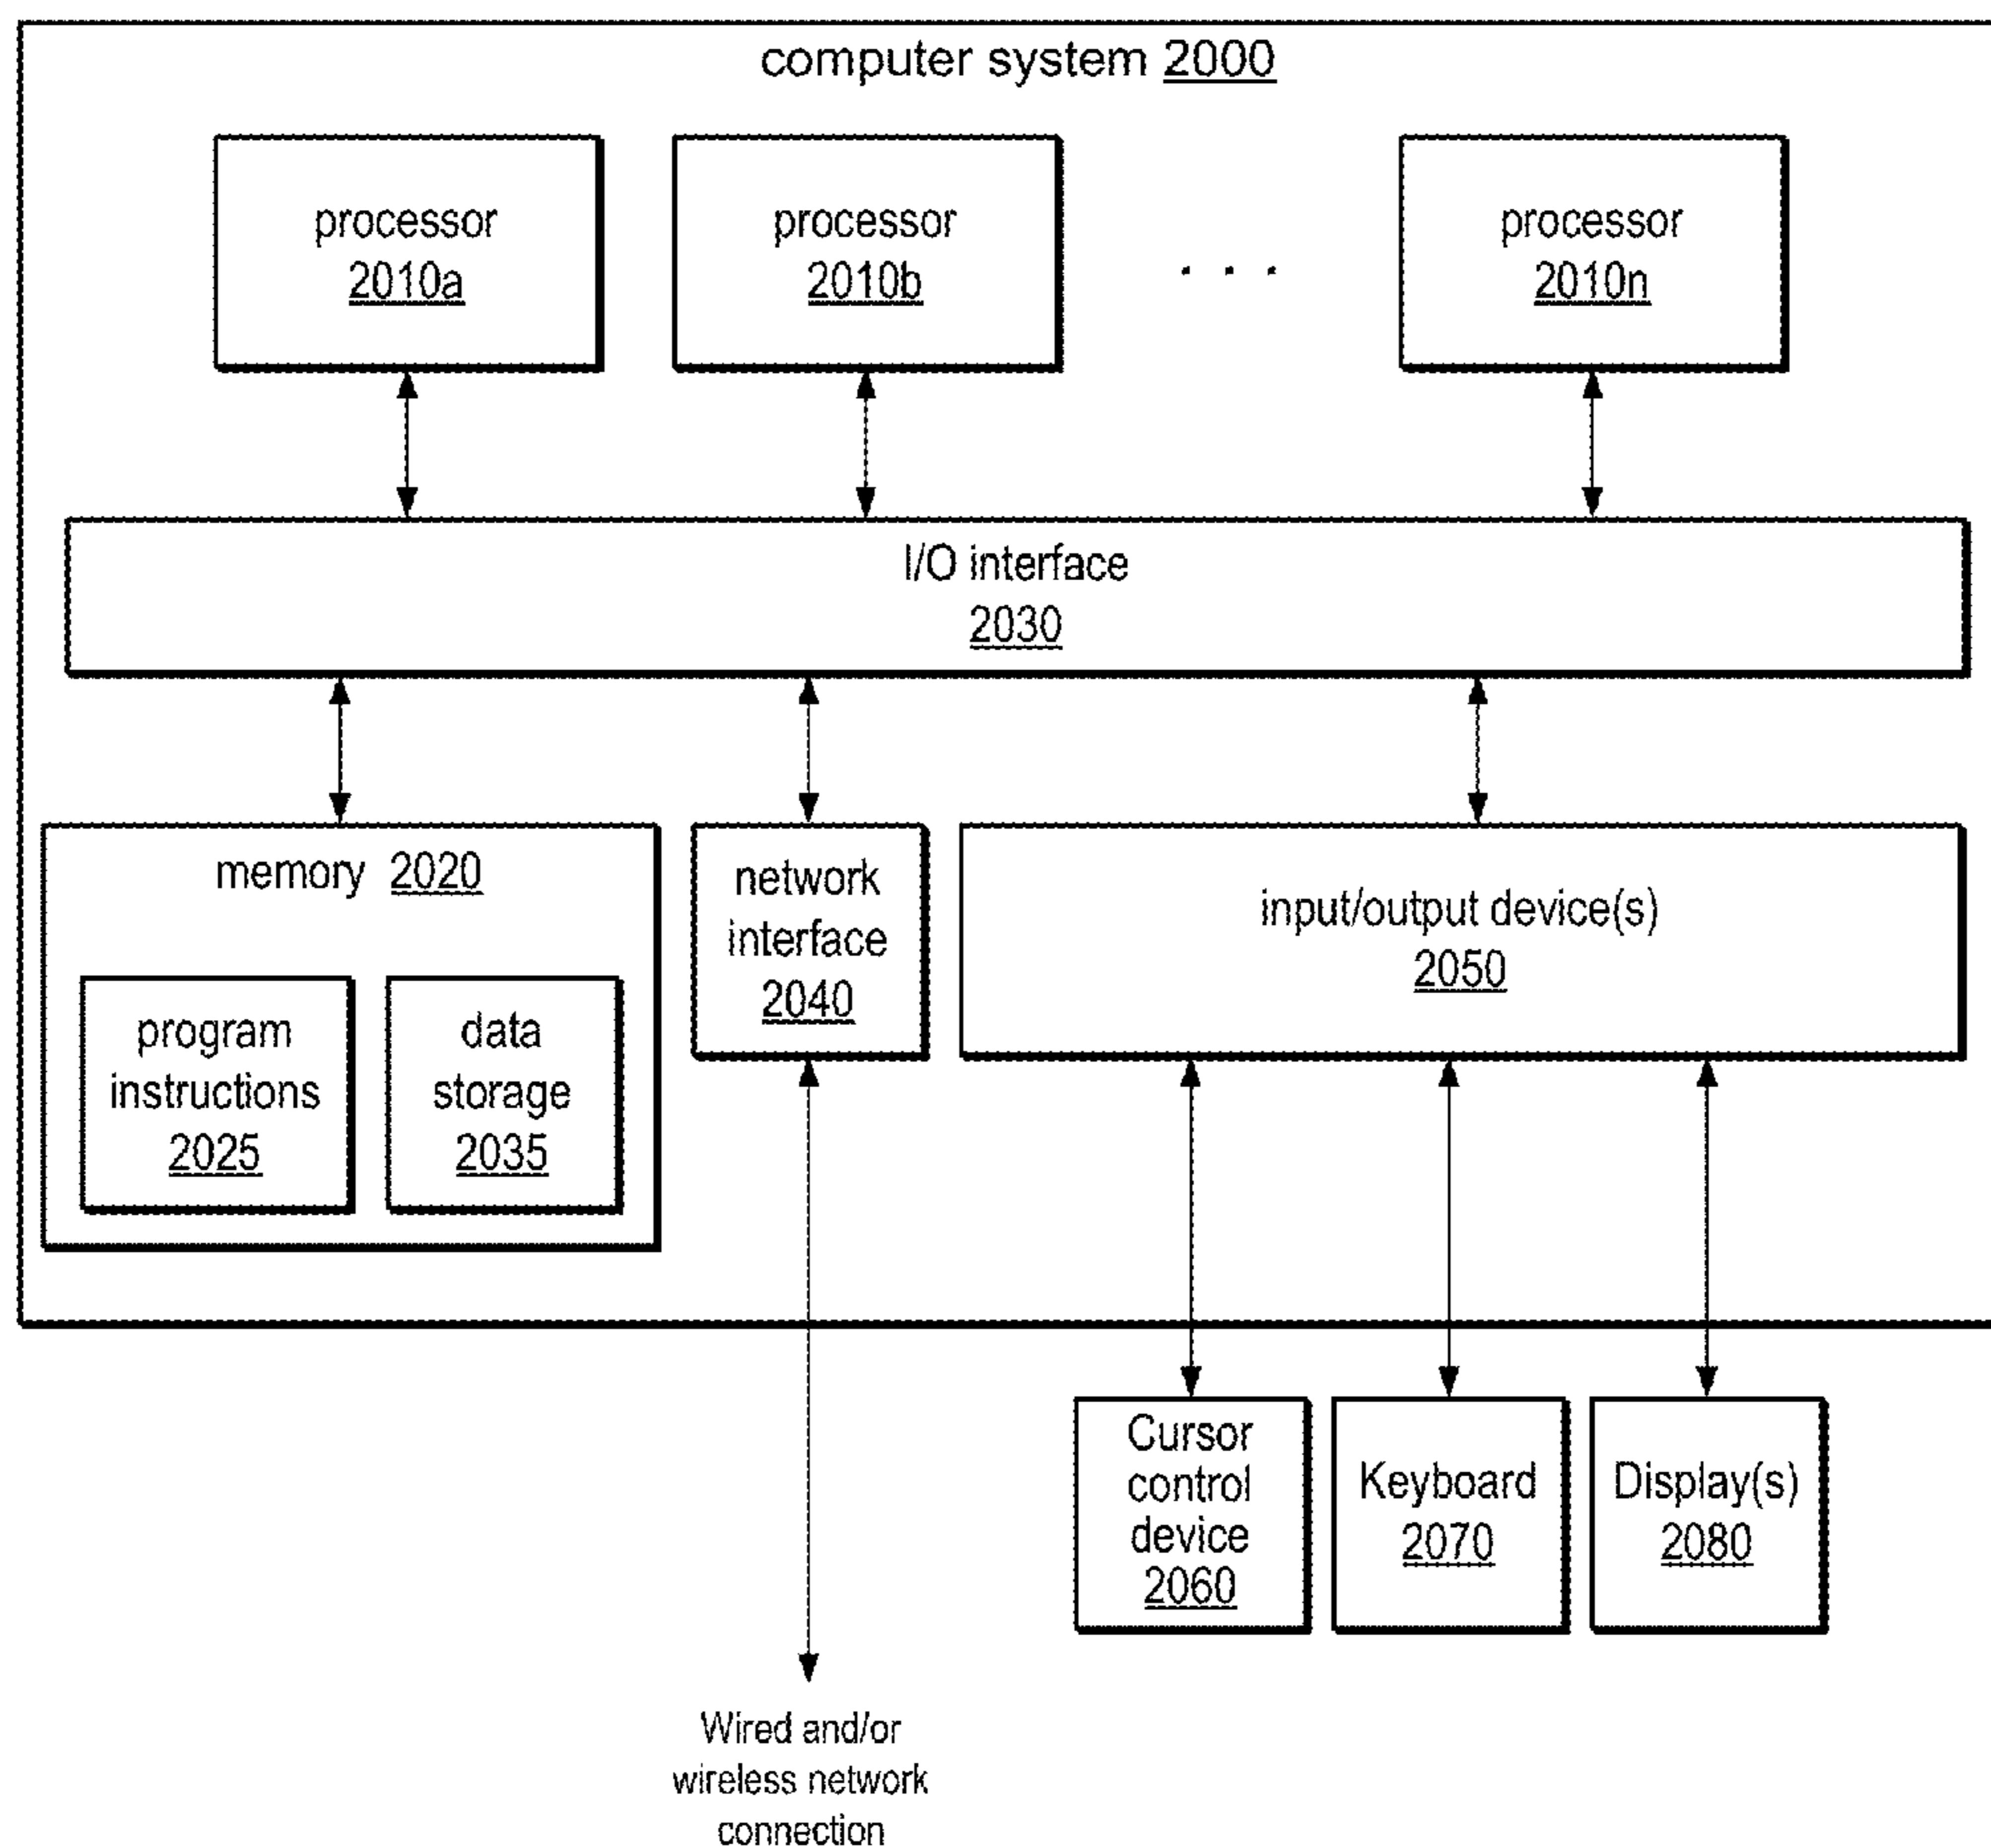 computer system 2000
processor
2010a
processor
2010b
. . .
processor
2010n
I/O interface
2030
memory 2020
program
instructions
2025
data
storage
2035
network
interface
2040
input/output device(s)
2050
Cursor
control
device
2060
Keyboard
2070
Display(s)
2080
Wired and/or
wireless network
connection